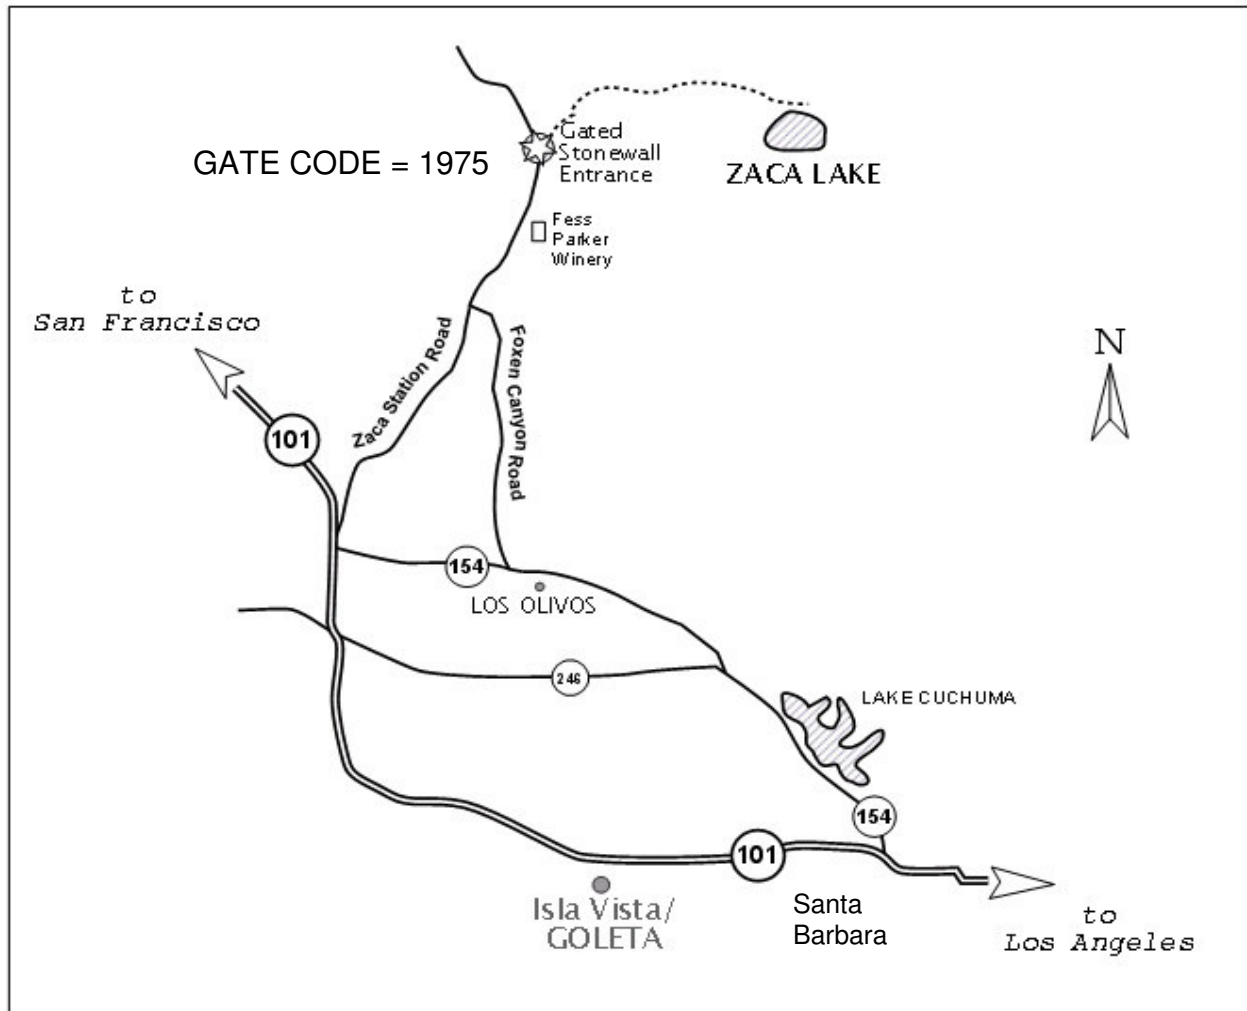 Gated
Stonewall
Entrance
GATE CODE = 1975
ZACA LAKE
Fess
Parker
Winery
to
San Francisco
Zaca Station Road
Foxen Canyon Road
N
101
154
LOS OLIVOS
246
LAKE CUCHUMA
154
101
Isla Vista/
GOLETA
Santa
Barbara
to
Los Angeles